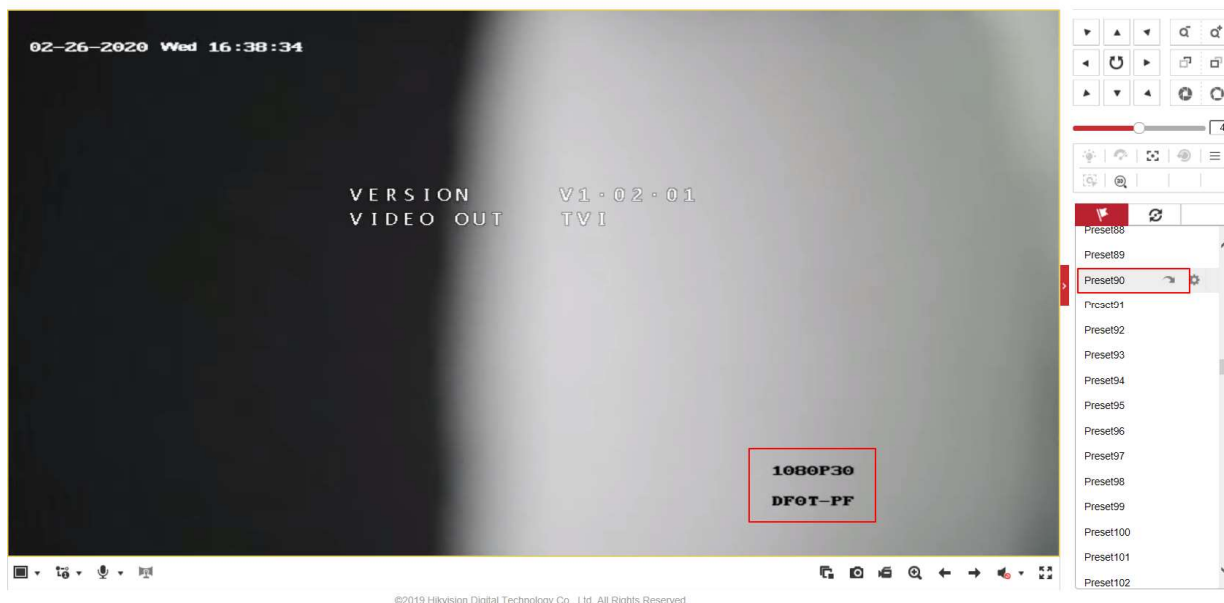 02-26-2020 Wed 16:38:34
VERSION V1.02.01
VIDEO OUT TVI
1080P30
DF0T-PF
4
Preset88
Preset89
Preset90
Preset91
Preset92
Preset93
Preset94
Preset95
Preset96
Preset97
Preset98
Preset99
Preset100
Preset101
Preset102
©2019 Hikvision Digital Technology Co., Ltd. All Rights Reserved.